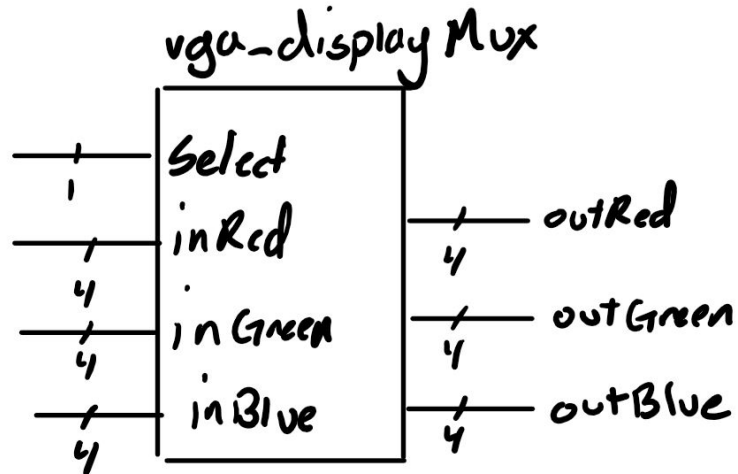 vga_display Mux
Select
1
inRed
4
inGreen
4
inBlue
4
outRed
4
outGreen
4
outBlue
4